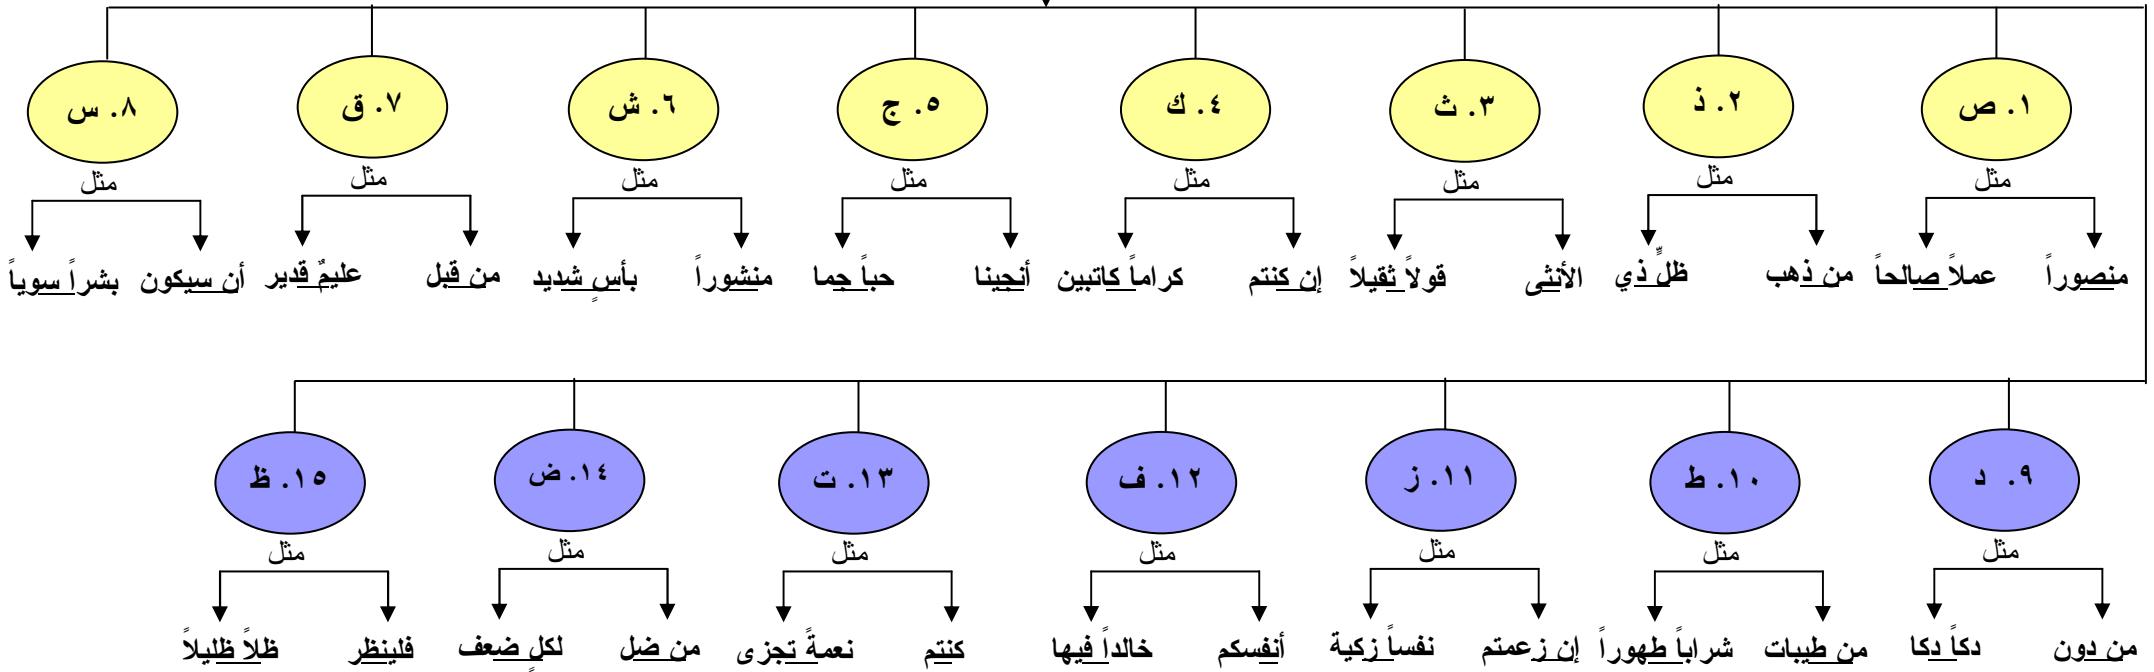 ١. ص
٢. ذ
٣. ث
٤. ك
٥. ج
٦. ش
٧. ق
٨. س
مثل
مثل
مثل
مثل
مثل
مثل
مثل
مثل
منصوراً
عملاً صالحاً
من ذهب
ظلٍّ ذي
الأنثى
قولاً ثقيلاً
إن كنتم
كراماً كاتبين
أنجينا
حباً جما
منشوراً
بأسٍ شديد
من قبل
عليمٌ قدير
أن سيكون
بشراً سوياً
٩. د
١٠. ط
١١. ز
١٢. ف
١٣. ت
١٤. ض
١٥. ظ
مثل
مثل
مثل
مثل
مثل
مثل
مثل
من دون
دكاً دكا
من طيبات
شراباً طهوراً
إن زعمتم
نفساً زكية
أنفسكم
خالداً فيها
كنتم
نعمةً تجزى
من ضل
لكلٍ ضعف
فلينظر
ظلاً ظليلاً